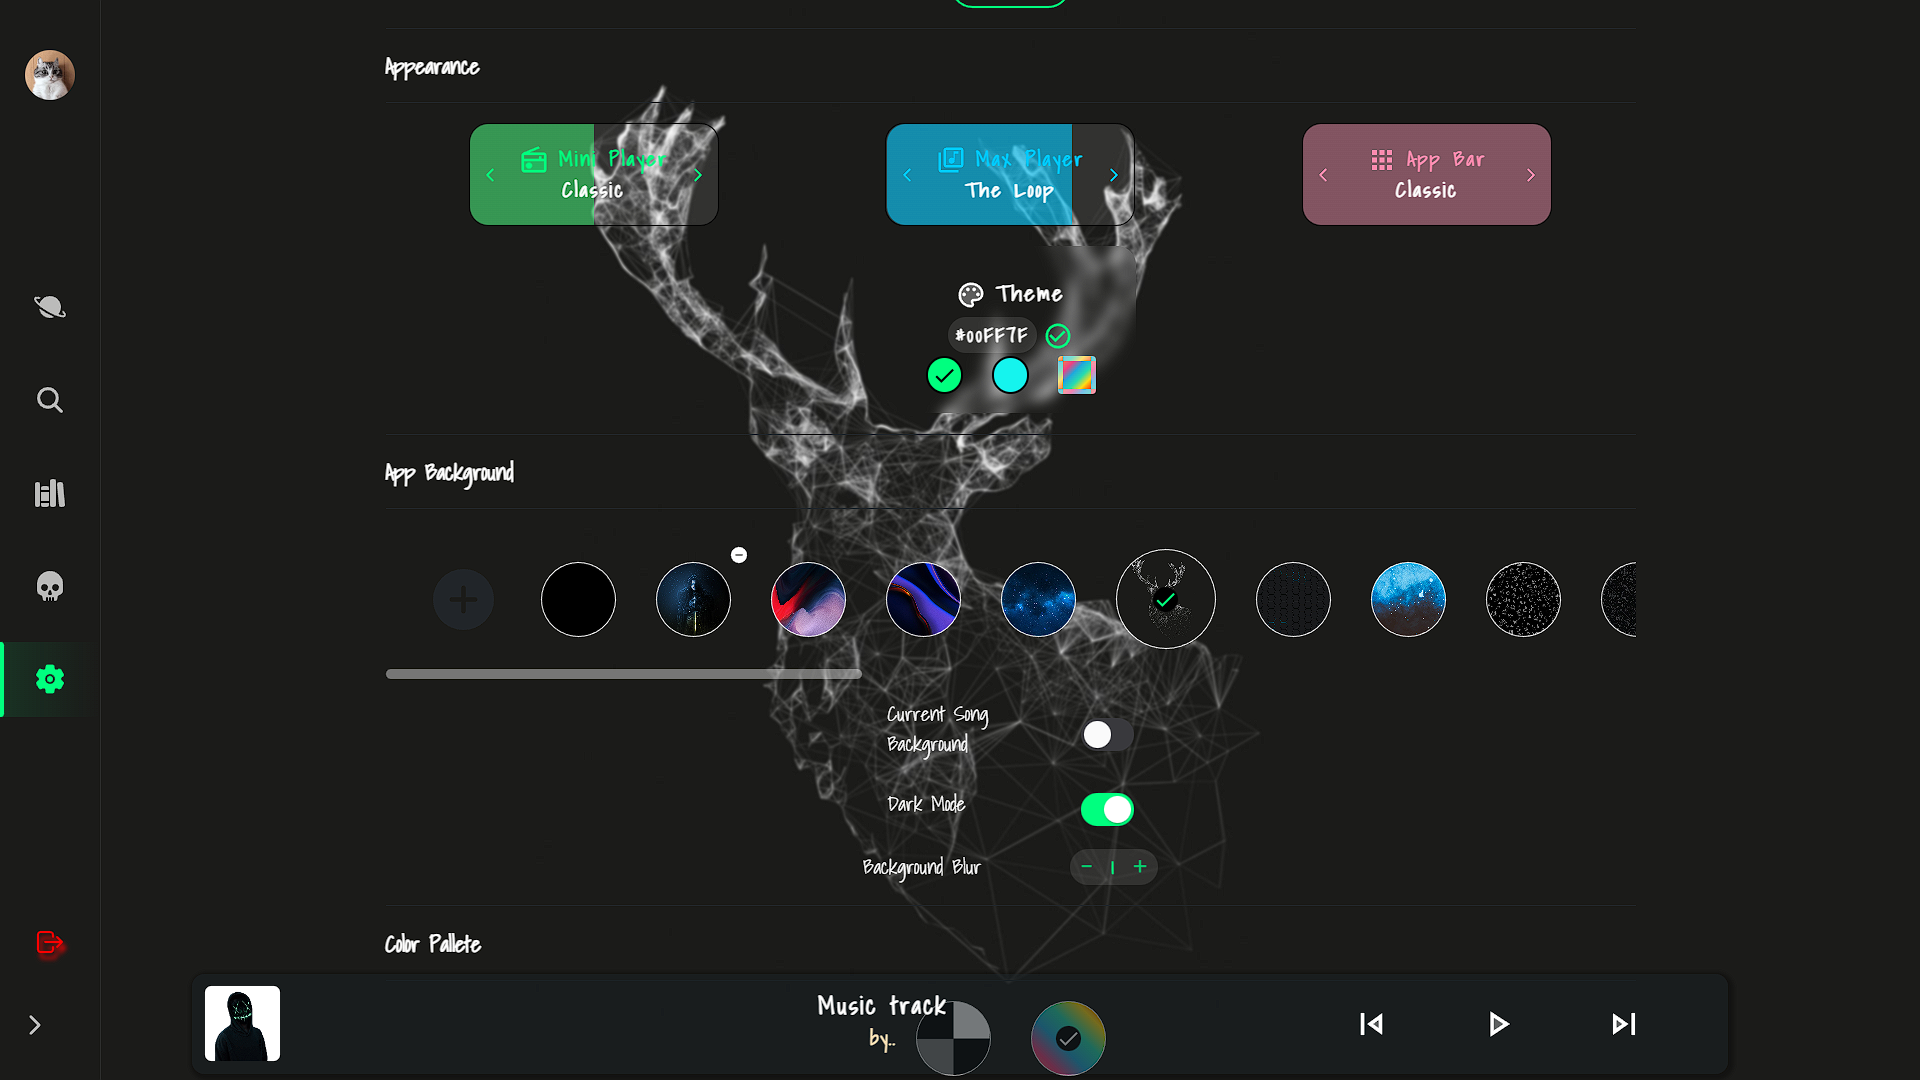 Appearance
Mini Player
Classic
Max Player
The Loop
App Bar
Classic
Theme
#00FF7F
App Background
Current Song
Background
Dark Mode
Background Blur
- 1 +
Color Pallete
Music track
by..